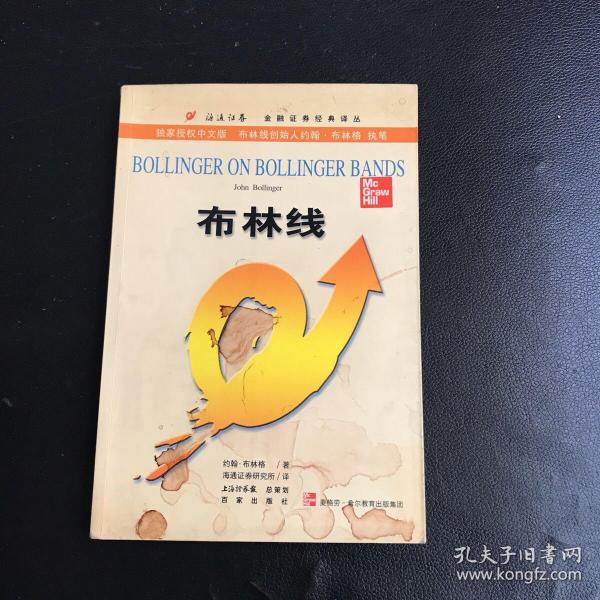 海通证券 金融证券经典译丛
独家授权中文版 布林线创始人约翰·布林格 执笔
BOLLINGER ON BOLLINGER BANDS
John Bollinger
Mc
Graw
Hill
布林线
约翰·布林格 / 著
海通证券研究所 / 译
上海证券报 总策划
百家出版社
麦格劳·希尔教育出版集团
孔夫子旧书网
www.kongfz.com